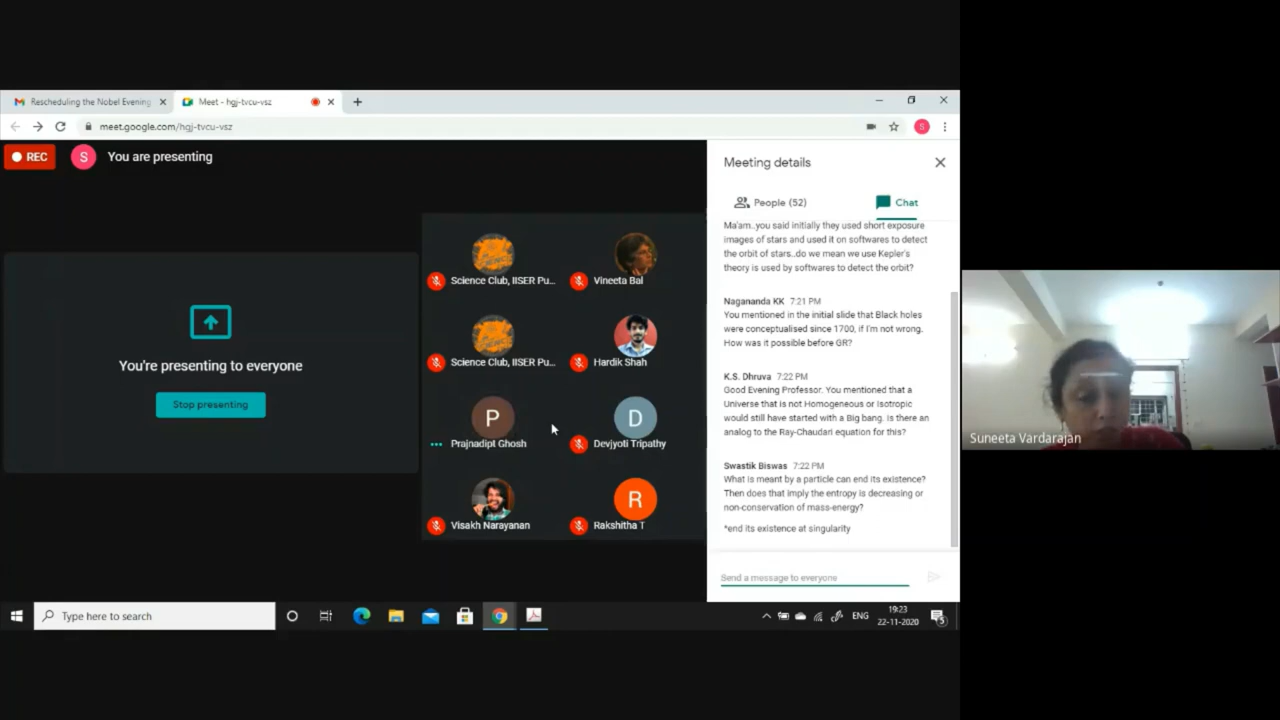 Rescheduling the Nobel Evening
Meet - hgj-tvcu-vsz
meet.google.com/hgj-tvcu-vsz
S
REC
S
You are presenting
You're presenting to everyone
Stop presenting
Science Club, IISER Pu...
Vineeta Bal
Science Club, IISER Pu...
Hardik Shah
P
D
Prajnadipt Ghosh
Devjyoti Tripathy
R
Visakh Narayanan
Rakshitha T
Meeting details
People (52)
Chat
Ma'am..you said initially they used short exposure
images of stars and used it on softwares to detect
the orbit of stars..do we mean we use Kepler's
theory is used by softwares to detect the orbit?
Nagananda KK 7:21 PM
You mentioned in the initial slide that Black holes
were conceptualised since 1700, if I'm not wrong.
How was it possible before GR?
K.S. Dhruva 7:22 PM
Good Evening Professor. You mentioned that a
Universe that is not Homogeneous or Isotropic
would still have started with a Big bang. Is there an
analog to the Ray-Chaudari equation for this?
Swastik Biswas 7:22 PM
What is meant by a particle can end its existence?
Then does that imply the entropy is decreasing or
non-conservation of mass-energy?
*end its existence at singularity
Send a message to everyone
Suneeta Vardarajan
Type here to search
ENG
19:23
22-11-2020
5